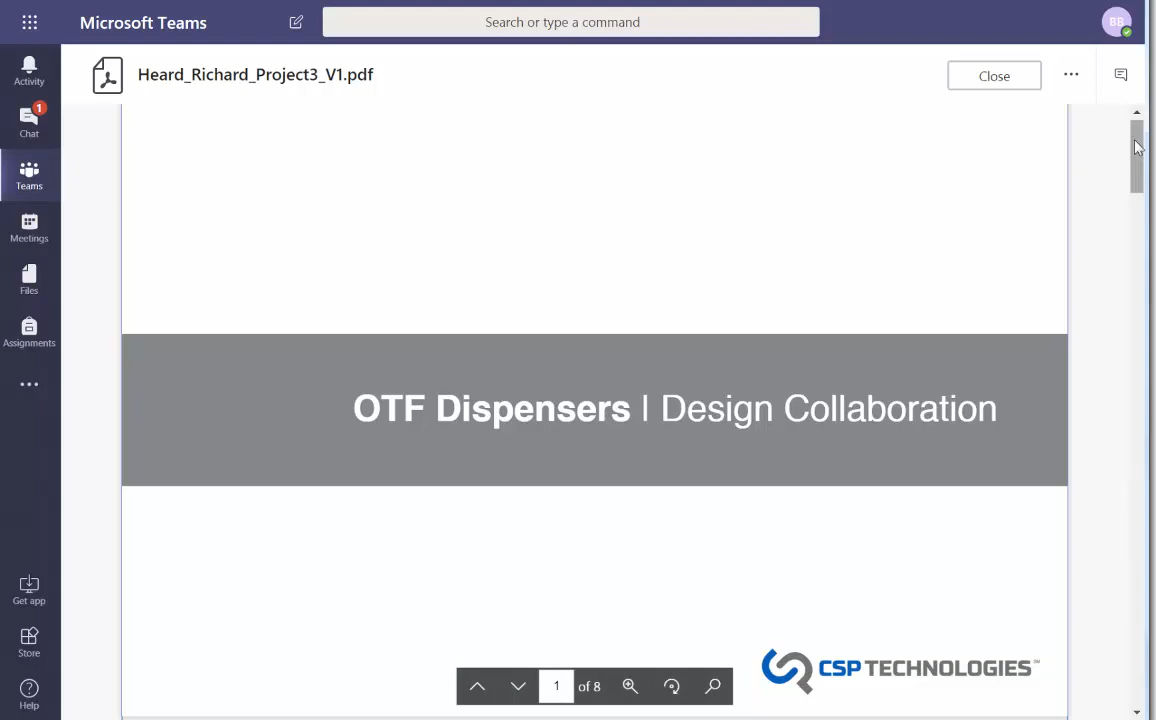 Microsoft Teams
Search or type a command
BB
Activity
1
Chat
Teams
Meetings
Files
Assignments
Get app
Store
Help
Heard_Richard_Project3_V1.pdf
Close
OTF Dispensers | Design Collaboration
CSP TECHNOLOGIES™
1 of 8